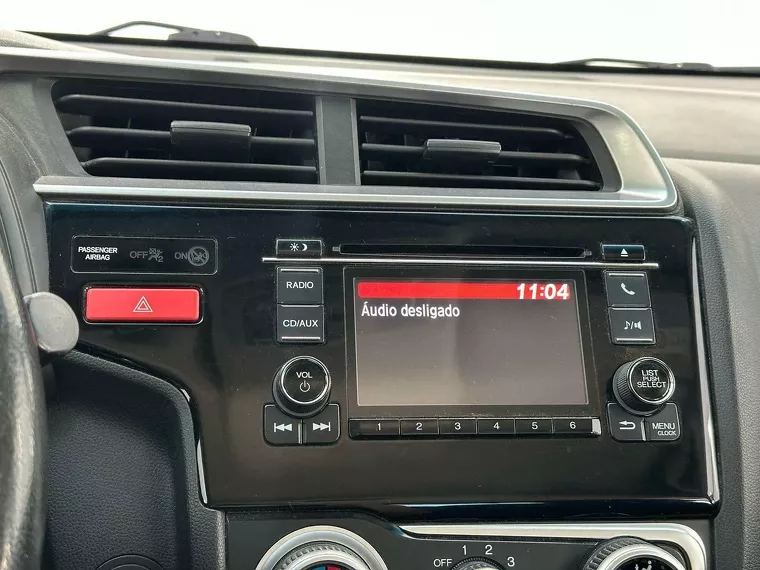 PASSENGER
AIRBAG
OFF
ON
RADIO
CD/AUX
11:04
Áudio desligado
VOL
LIST
PUSH
SELECT
1 2 3 4 5 6
MENU
CLOCK
OFF 1 2 3